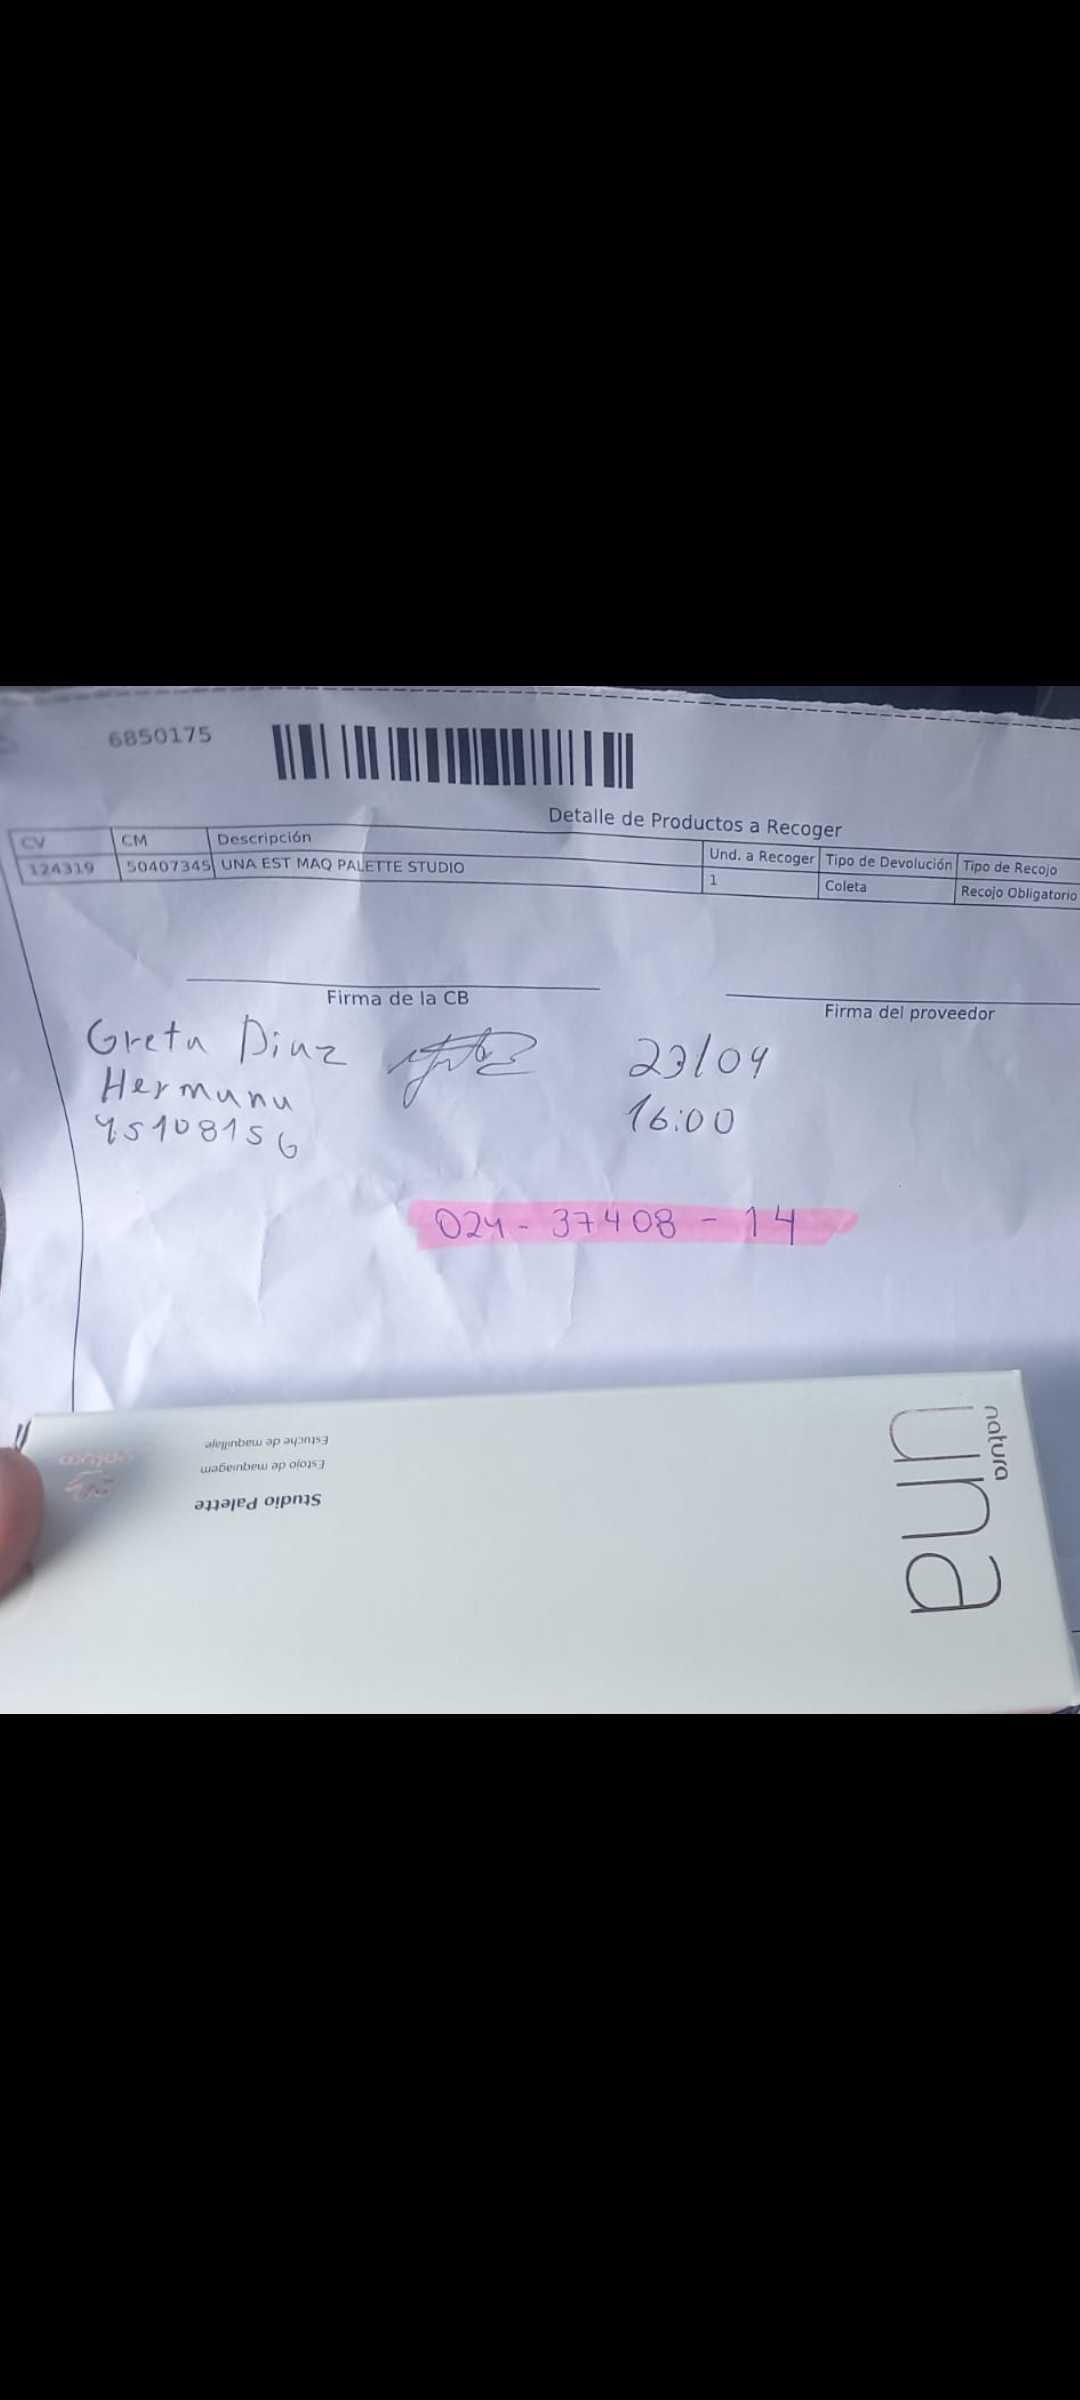 6850175
Detalle de Productos a Recoger
CV CM Descripción Und. a Recoger Tipo de Devolución Tipo de Recojo
124319 50407345 UNA EST MAQ PALETTE STUDIO 1 Coleta Recojo Obligatorio
Firma de la CB Firma del proveedor
Greta Diaz 23/04
Hermana 16:00
45108156
024 - 37408 - 14
natura
una
Studio Palette
Estojo de maquiagem
Estuche de maquillaje
natura